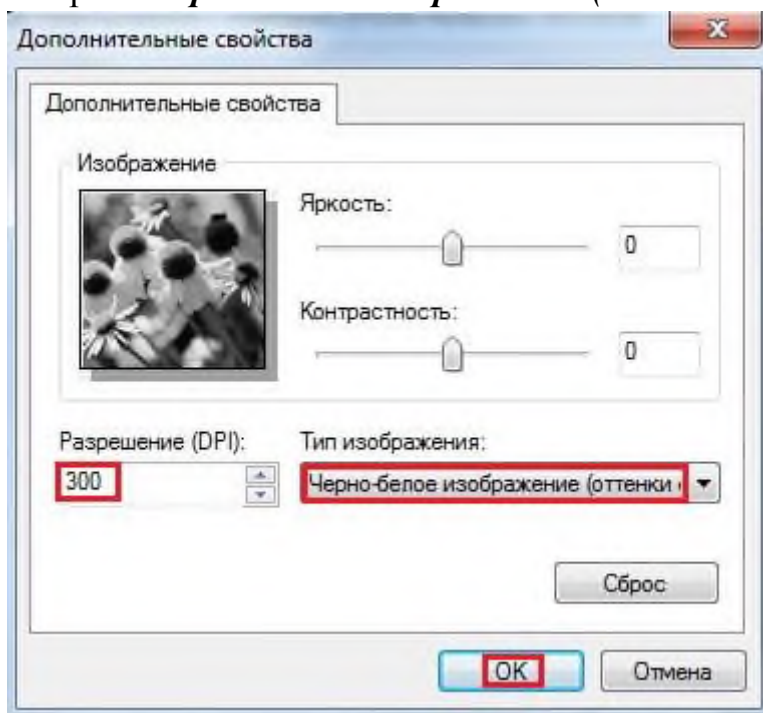 Дополнительные свойства
Дополнительные свойства
Изображение
Яркость:
0
Контрастность:
0
Разрешение (DPI):
Тип изображения:
300
Черно-белое изображение (оттенки
Сброс
OK
Отмена